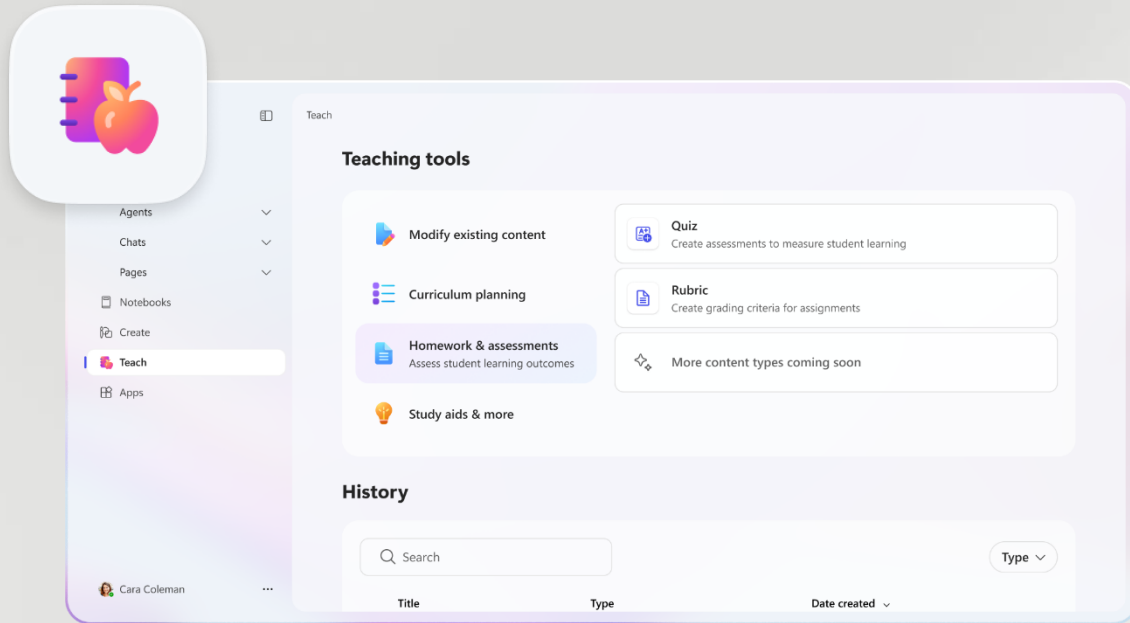 Teach
Teaching tools
Agents
Chats
Pages
Notebooks
Create
Teach
Apps
Modify existing content
Curriculum planning
Homework & assessments
Assess student learning outcomes
Study aids & more
Quiz
Create assessments to measure student learning
Rubric
Create grading criteria for assignments
More content types coming soon
History
Search
Type
Title
Type
Date created
Cara Coleman